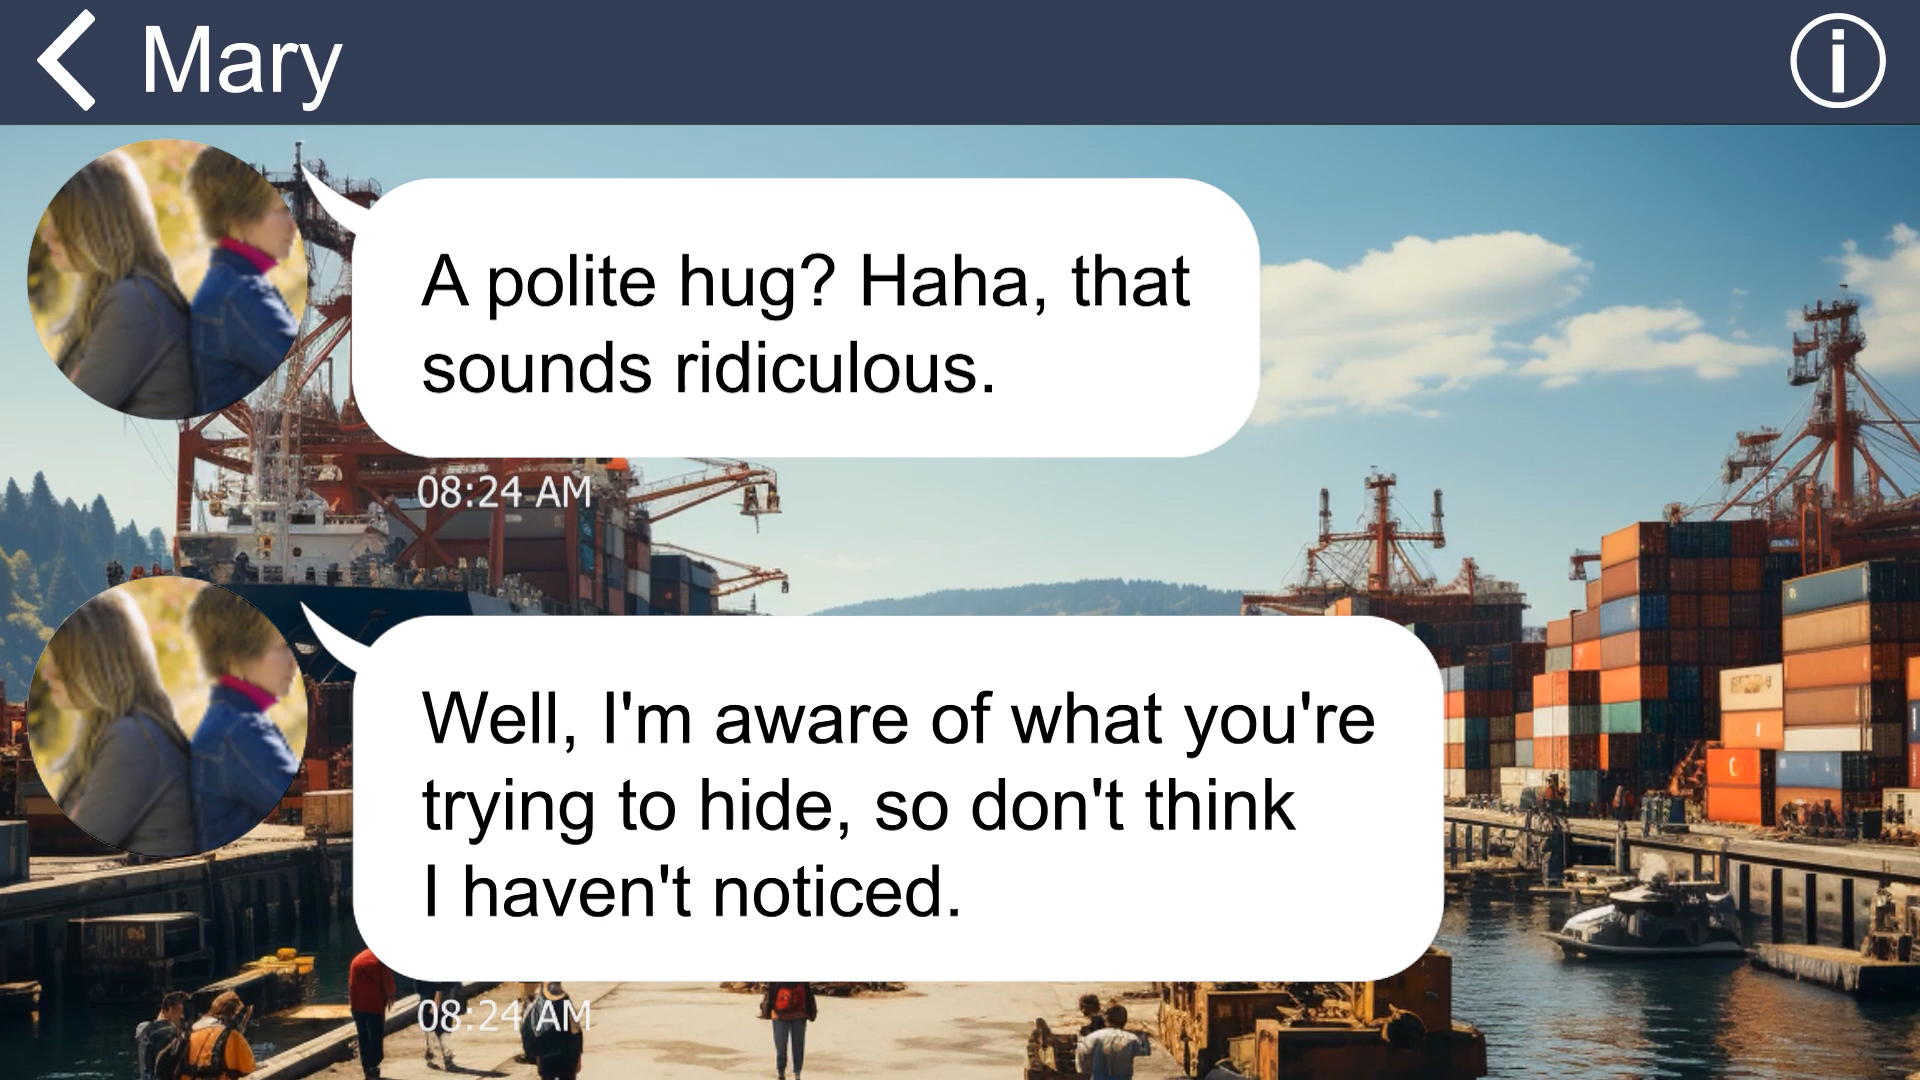 Mary
A polite hug? Haha, that
sounds ridiculous.
08:24 AM
Well, I'm aware of what you're
trying to hide, so don't think
I haven't noticed.
08:24 AM